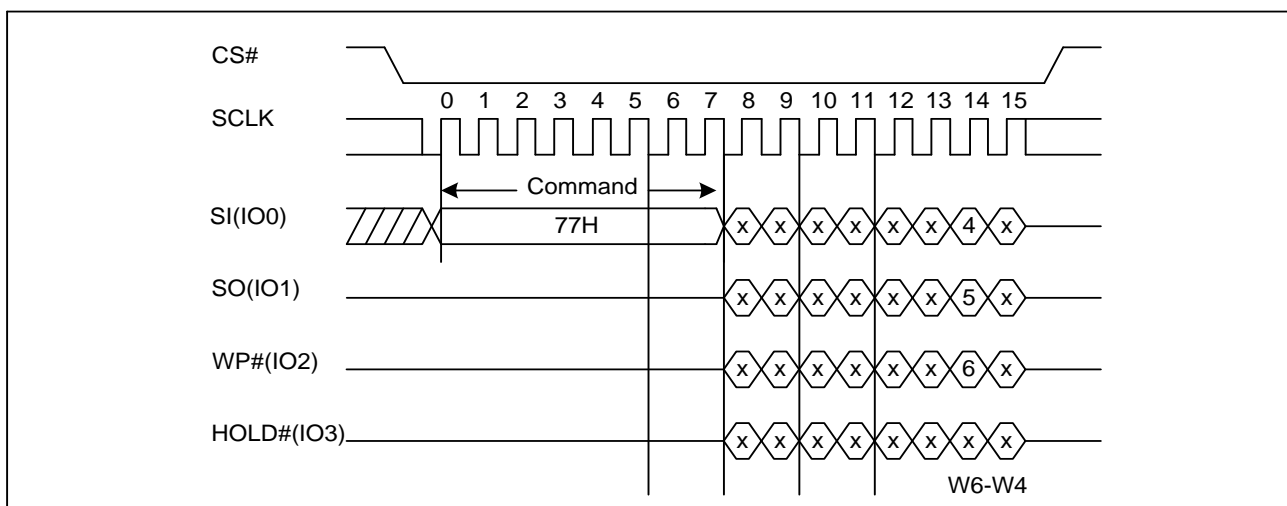 CS#
0 1 2 3 4 5 6 7 8 9 10 11 12 13 14 15
SCLK
Command
SI(IO0) 77H x x x x x x 4 x
SO(IO1) x x x x x x 5 x
WP#(IO2) x x x x x x 6 x
HOLD#(IO3) x x x x x x x x
W6-W4